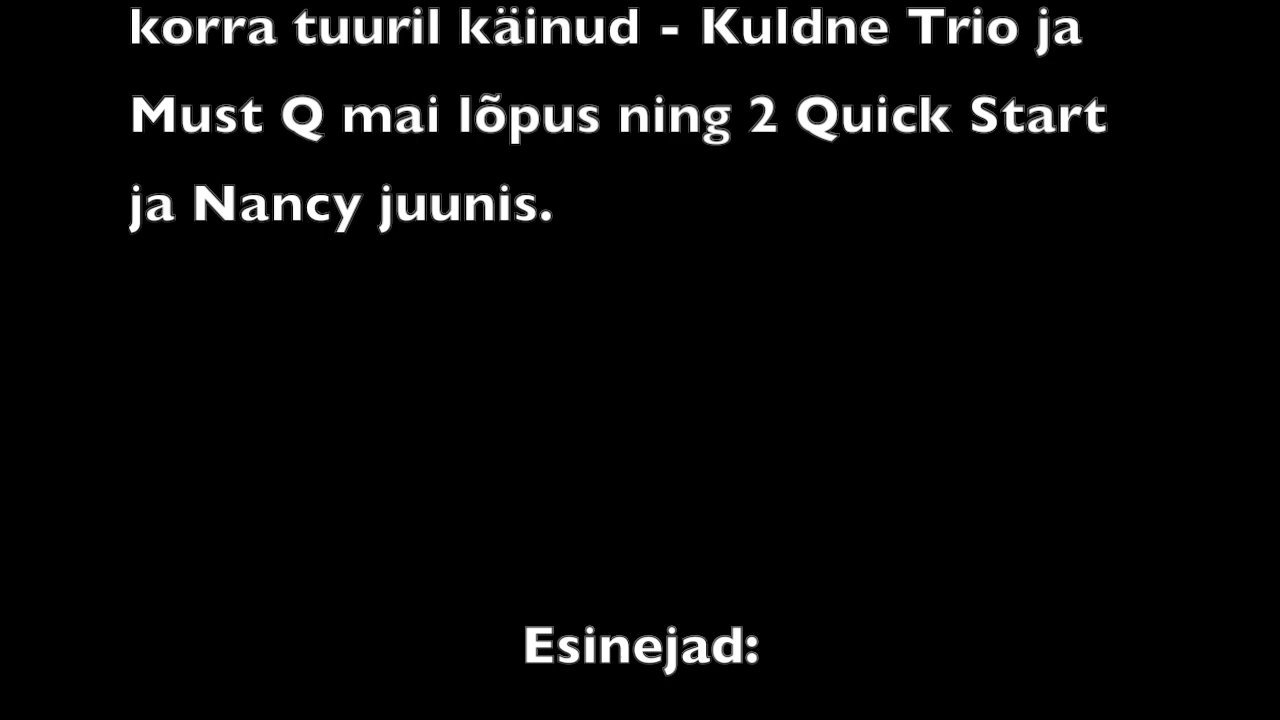 korra tuuril käinud - Kuldne Trio ja
Must Q mai lõpus ning 2 Quick Start
ja Nancy juunis.
Esinejad: